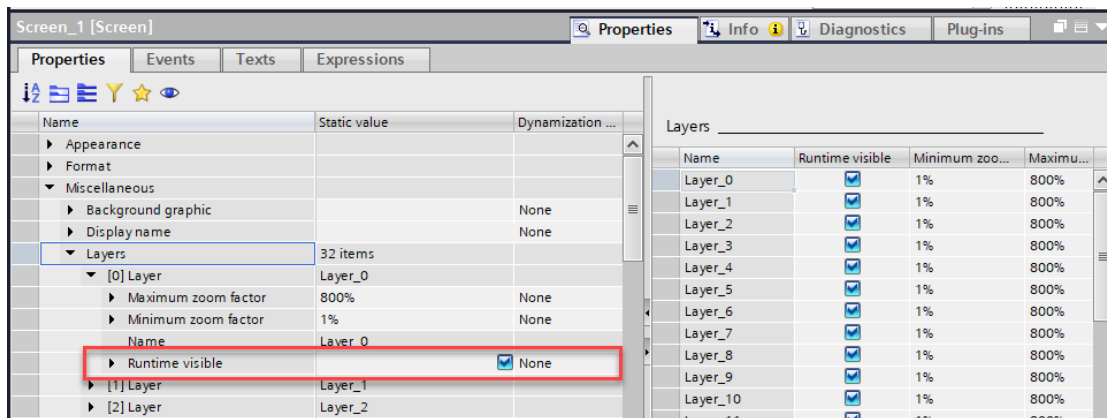 Screen_1 [Screen]
Properties Info Diagnostics Plug-ins
Properties Events Texts Expressions
Name Static value Dynamization ...
Appearance
Format
Miscellaneous
Background graphic None
Display name None
Layers 32 items
[0] Layer Layer_0
Maximum zoom factor 800% None
Minimum zoom factor 1% None
Name Layer_0
Runtime visible None
[1] Layer Layer_1
[2] Layer Layer_2
Layers
Name Runtime visible Minimum zoo... Maximu...
Layer_0 1% 800%
Layer_1 1% 800%
Layer_2 1% 800%
Layer_3 1% 800%
Layer_4 1% 800%
Layer_5 1% 800%
Layer_6 1% 800%
Layer_7 1% 800%
Layer_8 1% 800%
Layer_9 1% 800%
Layer_10 1% 800%